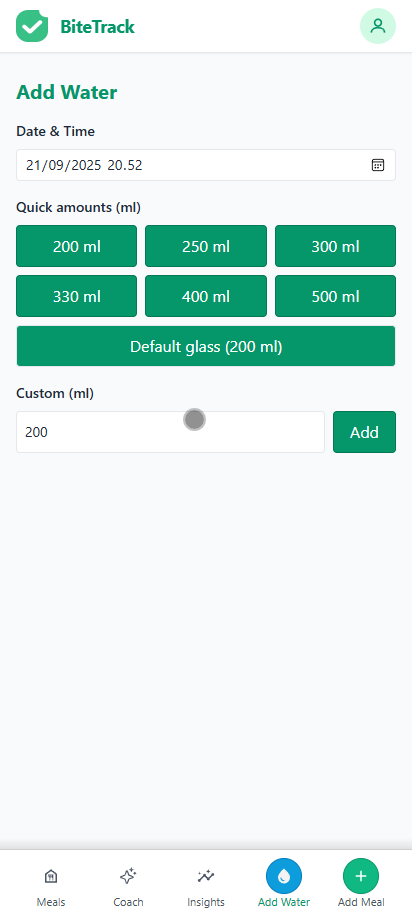 BiteTrack
Add Water
Date & Time
21/09/2025 20.52
Quick amounts (ml)
200 ml 250 ml 300 ml
330 ml 400 ml 500 ml
Default glass (200 ml)
Custom (ml)
200 Add
Meals Coach Insights Add Water Add Meal